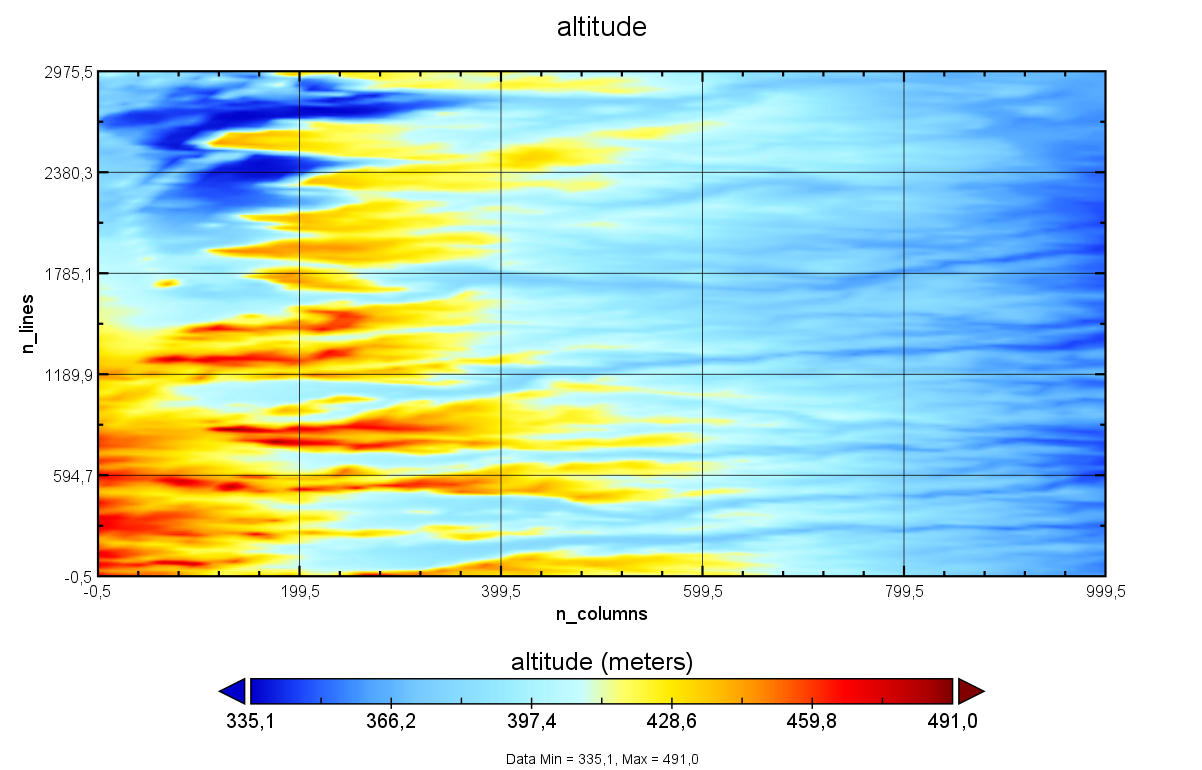 altitude
2975,5
2380,3
1785,1
1189,9
594,7
-0,5
n_lines
-0,5 199,5 399,5 599,5 799,5 999,5
n_columns
altitude (meters)
335,1 366,2 397,4 428,6 459,8 491,0
Data Min = 335,1, Max = 491,0